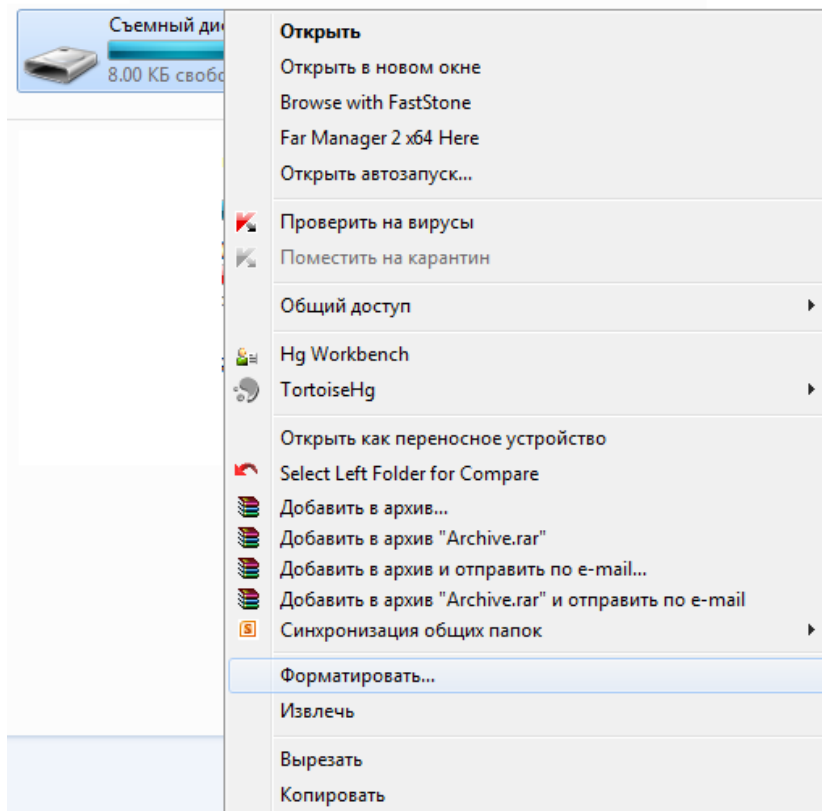 Съемный ди
8.00 КБ своб
Открыть
Открыть в новом окне
Browse with FastStone
Far Manager 2 x64 Here
Открыть автозапуск...
Проверить на вирусы
Поместить на карантин
Общий доступ
Hg Workbench
TortoiseHg
Открыть как переносное устройство
Select Left Folder for Compare
Добавить в архив...
Добавить в архив "Archive.rar"
Добавить в архив и отправить по e-mail...
Добавить в архив "Archive.rar" и отправить по e-mail
Синхронизация общих папок
Форматировать...
Извлечь
Вырезать
Копировать